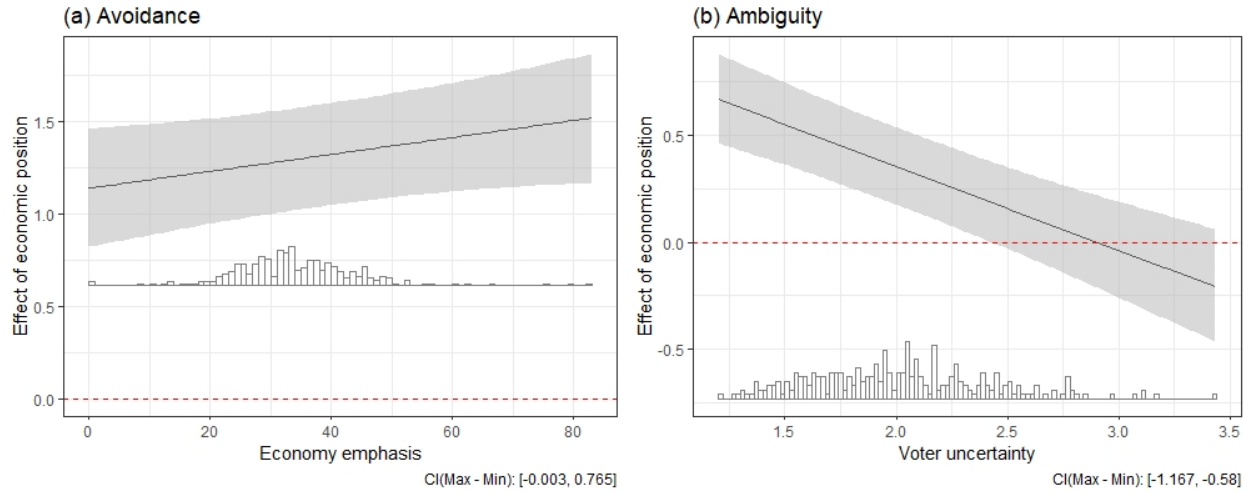 (a) Avoidance
Effect of economic position
1.5
1.0
0.5
0.0
0 20 40 60 80
Economy emphasis
CI(Max - Min): [-0.003, 0.765]
(b) Ambiguity
Effect of economic position
0.5
0.0
-0.5
1.5 2.0 2.5 3.0 3.5
Voter uncertainty
CI(Max - Min): [-1.167, -0.58]